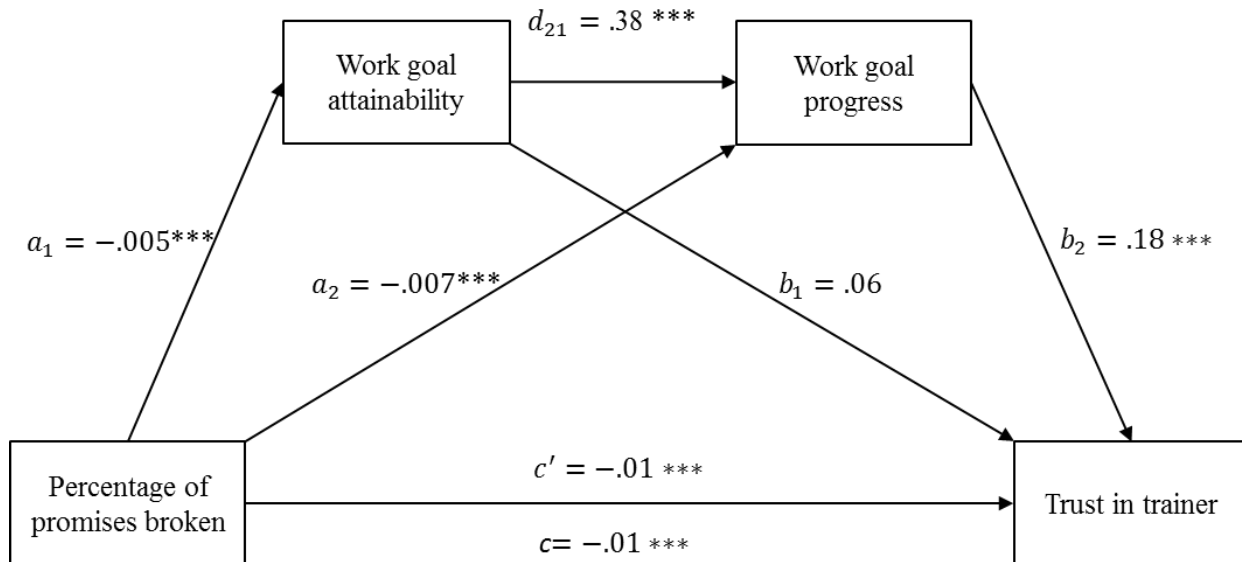 d₂₁ = .38 ***
Work goal
attainability
Work goal
progress
a₁ = −.005***
a₂ = −.007***
b₁ = .06
b₂ = .18 ***
Percentage of
promises broken
c′ = −.01 ***
c= −.01 ***
Trust in trainer